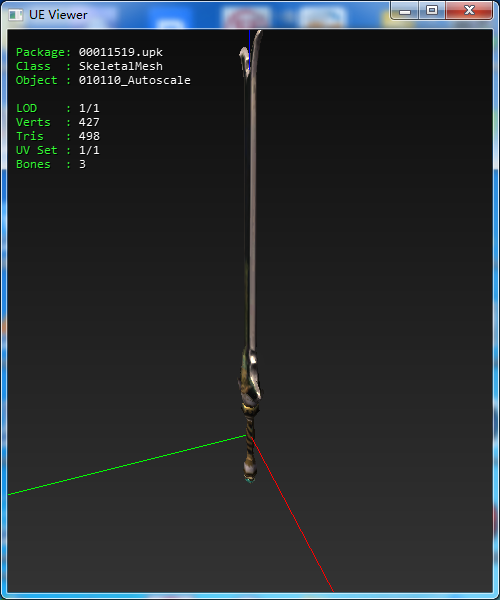 UE Viewer
Package: 00011519.upk
Class : SkeletalMesh
Object : 010110_Autoscale
LOD : 1/1
Verts : 427
Tris : 498
UV Set : 1/1
Bones : 3